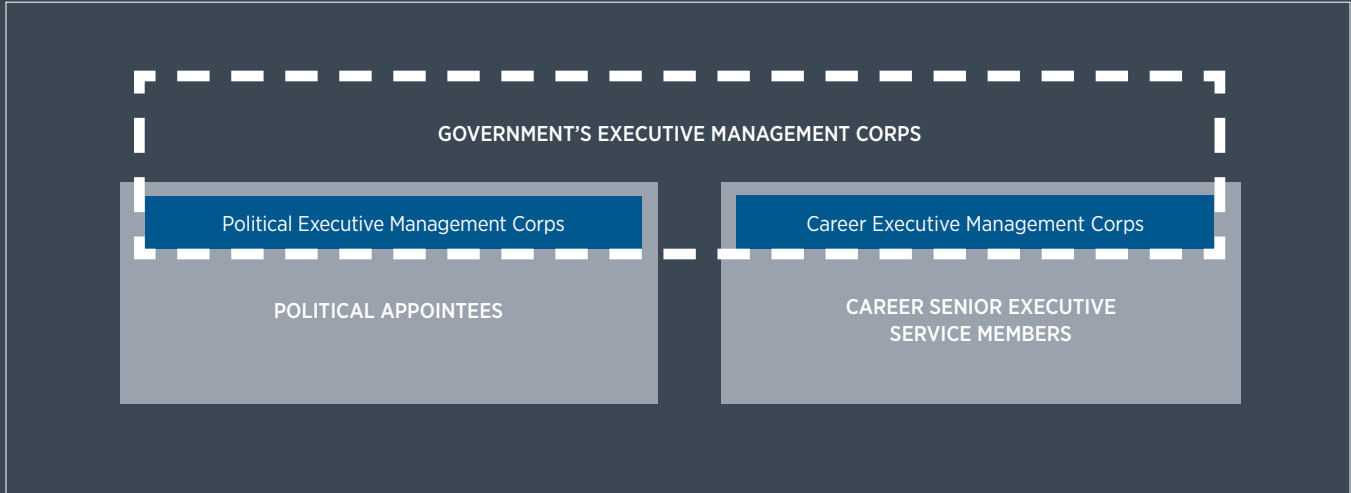 GOVERNMENT’S EXECUTIVE MANAGEMENT CORPS
Political Executive Management Corps
Career Executive Management Corps
POLITICAL APPOINTEES
CAREER SENIOR EXECUTIVE
SERVICE MEMBERS